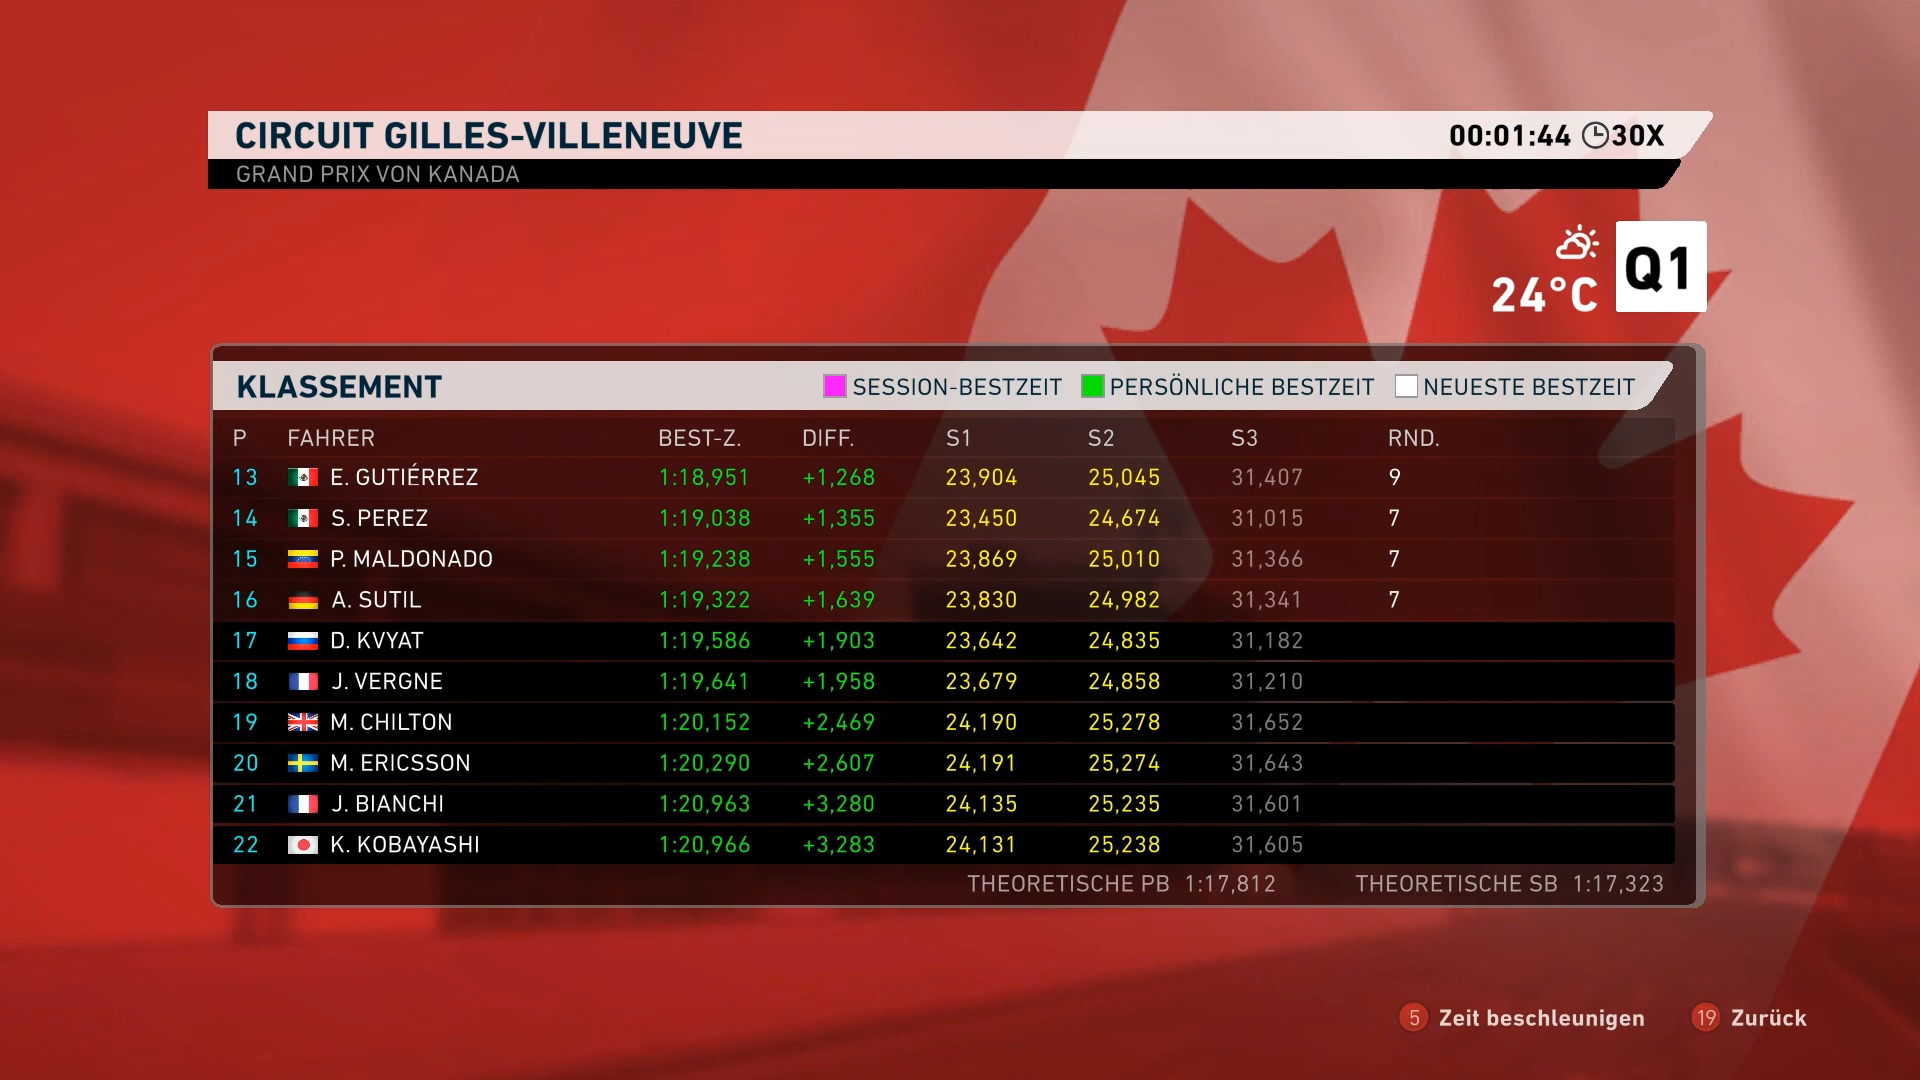 CIRCUIT GILLES-VILLENEUVE 00:01:44 30X
GRAND PRIX VON KANADA
24°C Q1
KLASSEMENT SESSION-BESTZEIT PERSÖNLICHE BESTZEIT NEUESTE BESTZEIT
P FAHRER BEST-Z. DIFF. S1 S2 S3 RND.
13 E. GUTIÉRREZ 1:18,951 +1,268 23,904 25,045 31,407 9
14 S. PEREZ 1:19,038 +1,355 23,450 24,674 31,015 7
15 P. MALDONADO 1:19,238 +1,555 23,869 25,010 31,366 7
16 A. SUTIL 1:19,322 +1,639 23,830 24,982 31,341 7
17 D. KVYAT 1:19,586 +1,903 23,642 24,835 31,182
18 J. VERGNE 1:19,641 +1,958 23,679 24,858 31,210
19 M. CHILTON 1:20,152 +2,469 24,190 25,278 31,652
20 M. ERICSSON 1:20,290 +2,607 24,191 25,274 31,643
21 J. BIANCHI 1:20,963 +3,280 24,135 25,235 31,601
22 K. KOBAYASHI 1:20,966 +3,283 24,131 25,238 31,605
THEORETISCHE PB 1:17,812 THEORETISCHE SB 1:17,323
5 Zeit beschleunigen 19 Zurück